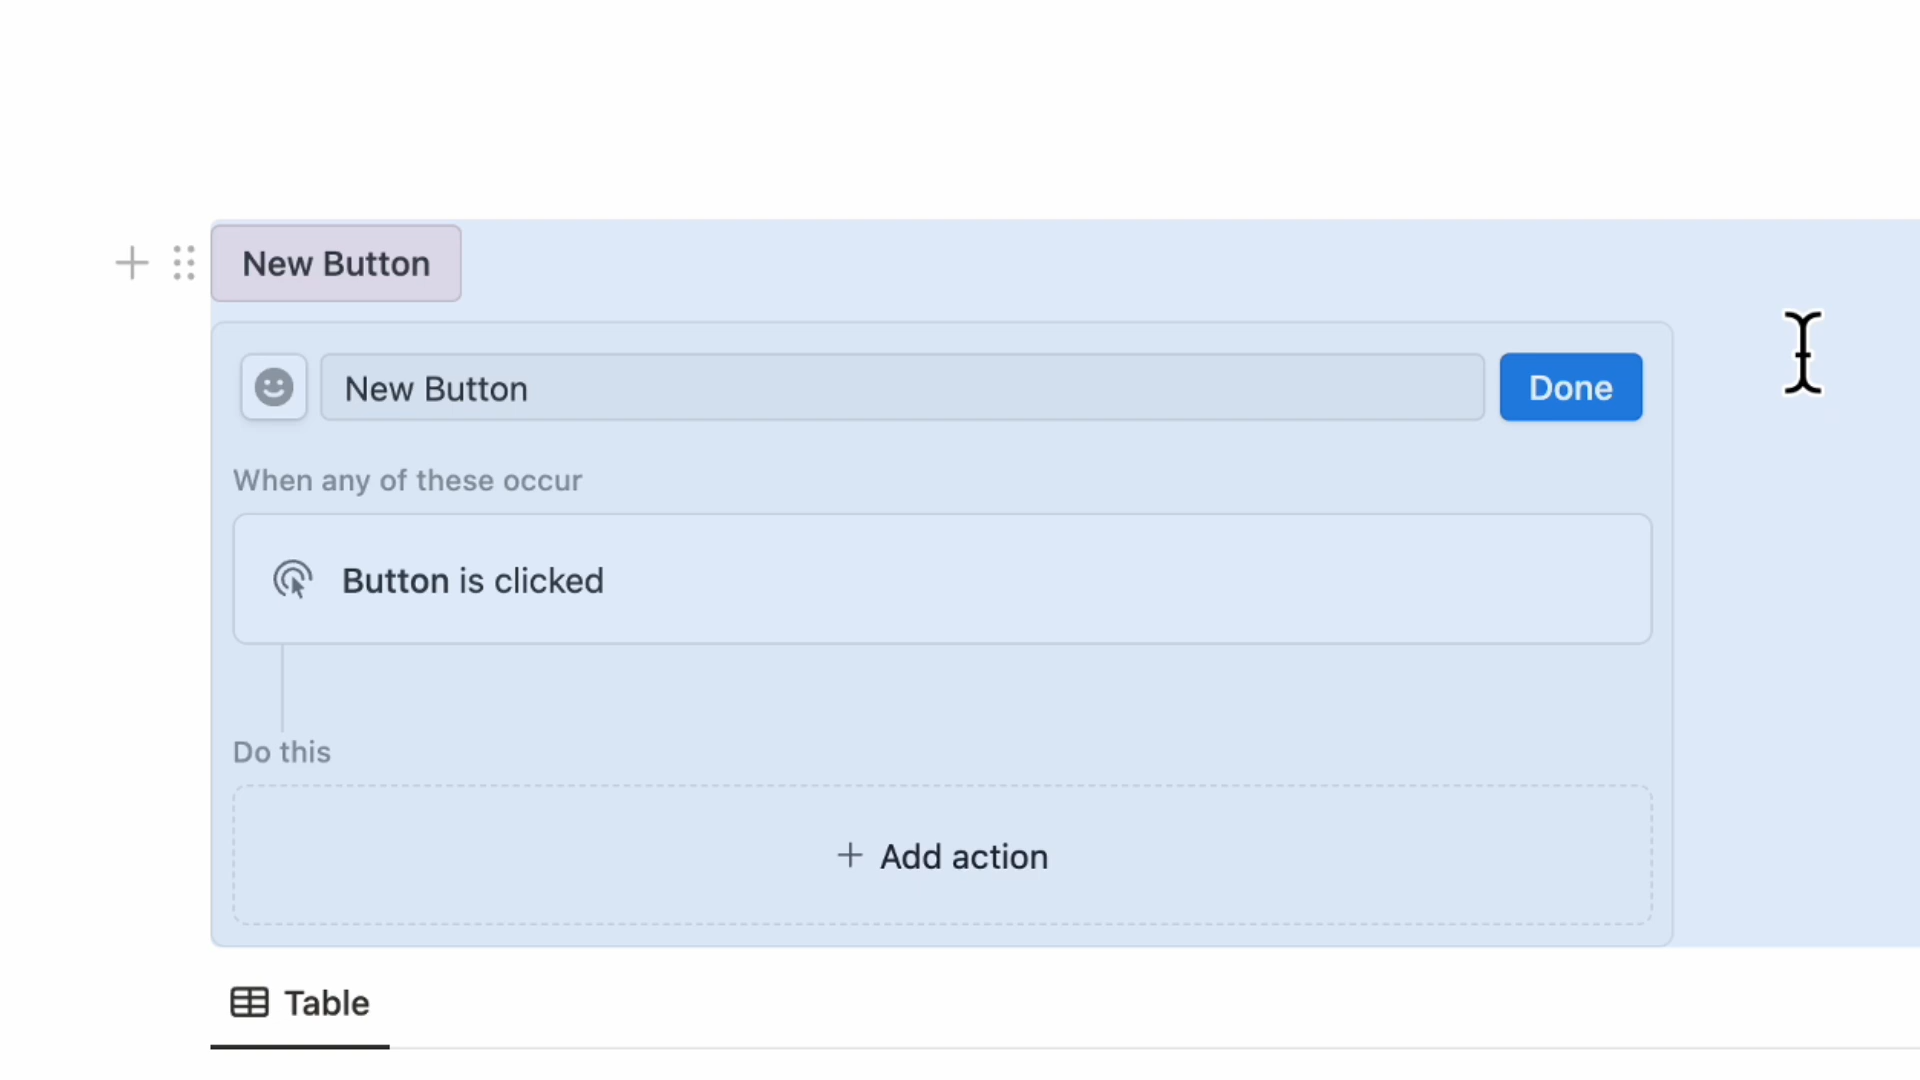 New Button
New Button
Done
When any of these occur
Button is clicked
Do this
Add action
Table